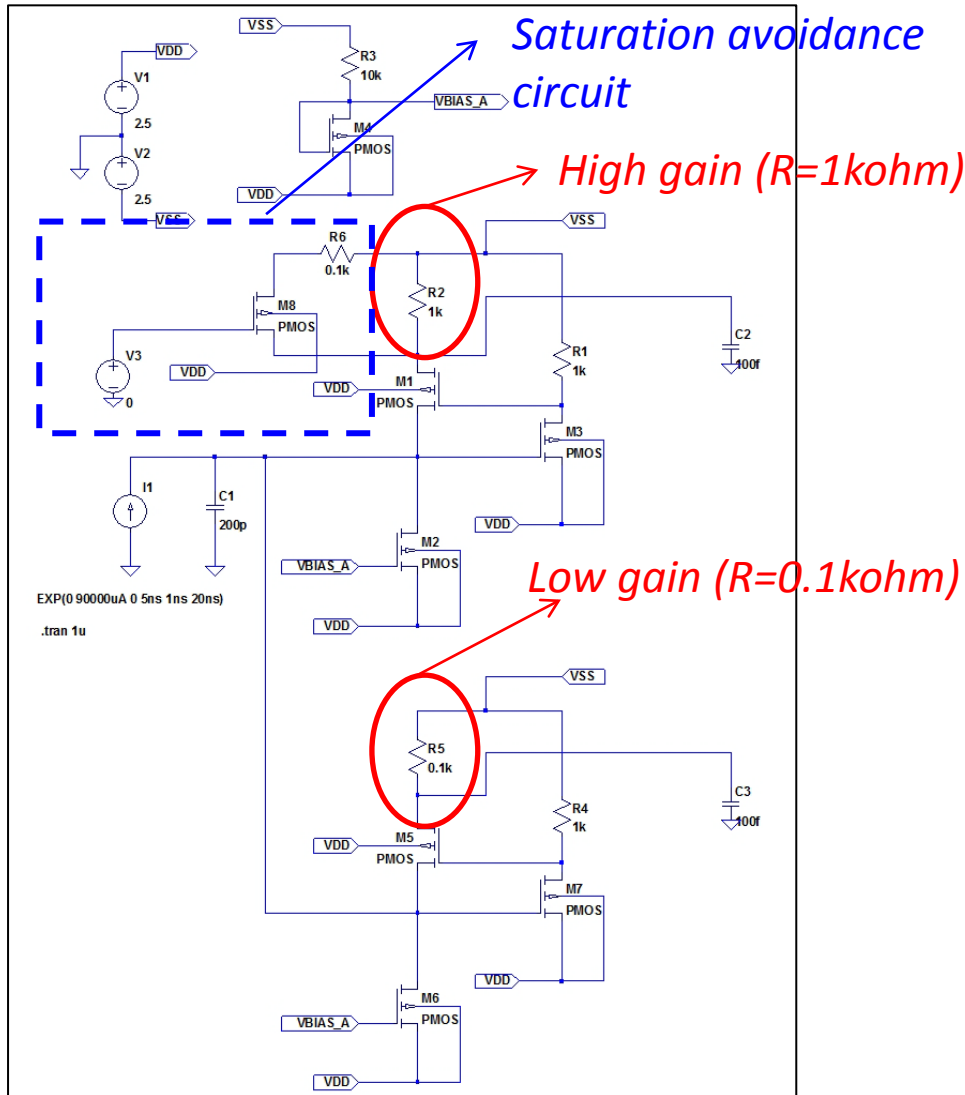 Saturation avoidance
circuit
High gain (R=1kohm)
Low gain (R=0.1kohm)
VDD
V1
2.5
V2
2.5
VSS
VSS
R3
10k
VBIAS_A
M4
PMOS
VDD
VSS
R6
0.1k
R2
1k
M8
PMOS
V3
0
VDD
R1
1k
C2
100f
VDD
M1
PMOS
M3
PMOS
VDD
I1
C1
200p
EXP(0 90000uA 0 5ns 1ns 20ns)
.tran 1u
M2
VBIAS_A
PMOS
VDD
VSS
R5
0.1k
C3
100f
R4
1k
VDD
M5
PMOS
M7
PMOS
VDD
M6
VBIAS_A
PMOS
VDD